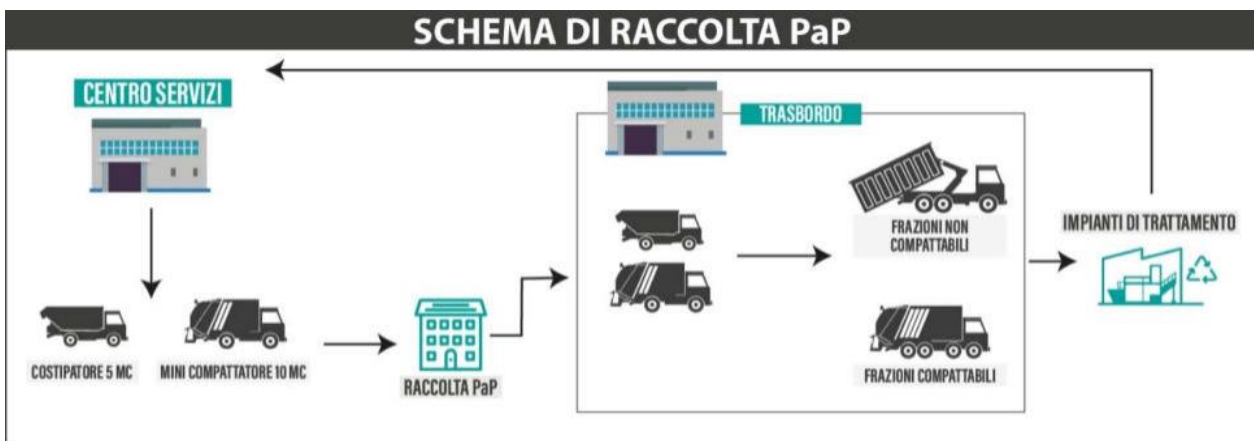 SCHEMA DI RACCOLTA PaP
CENTRO SERVIZI
TRASBORDO
FRAZIONI NON
COMPATTABILI
IMPIANTI DI TRATTAMENTO
COSTIPATORE 5 MC
MINI COMPATTATORE 10 MC
RACCOLTA PaP
FRAZIONI COMPATTABILI